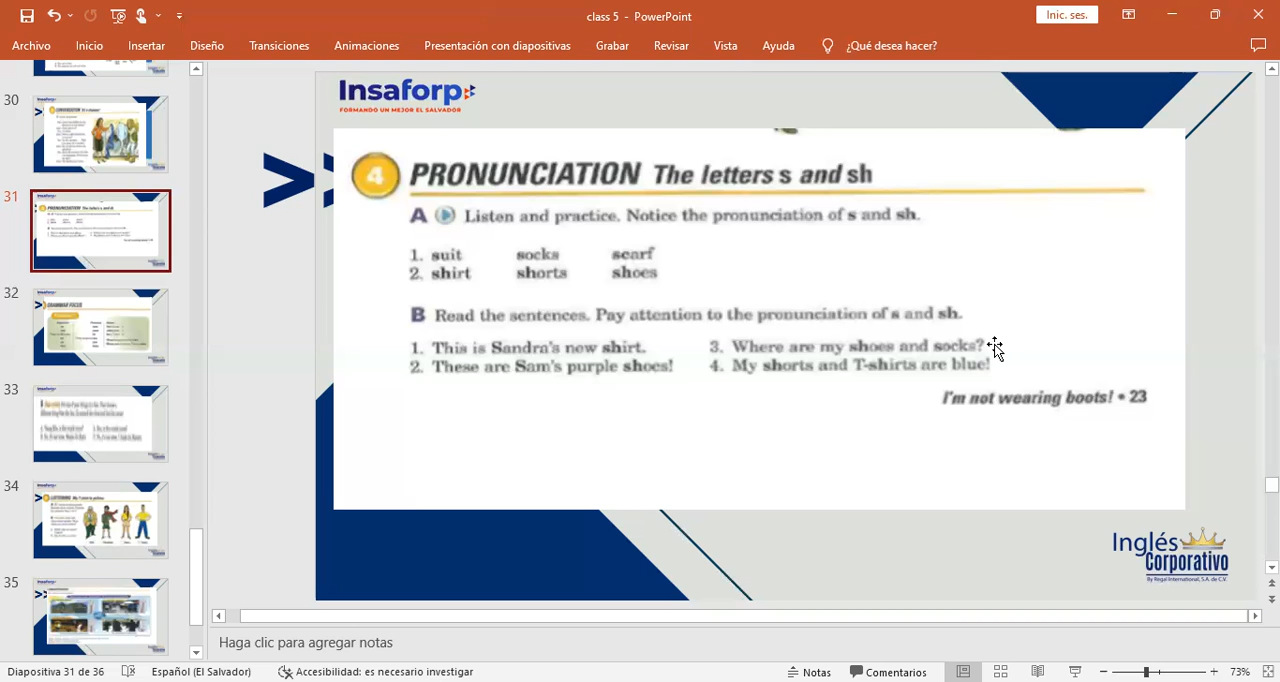 class 5 - PowerPoint
Inic. ses.
Archivo Inicio Insertar Diseño Transiciones Animaciones Presentación con diapositivas Grabar Revisar Vista Ayuda ¿Qué desea hacer?
30
31
32
33
34
35
Insaforp
FORMANDO UN MEJOR EL SALVADOR
4 PRONUNCIATION The letters s and sh
A Listen and practice. Notice the pronunciation of s and sh.
1. suit socks scarf
2. shirt shorts shoes
B Read the sentences. Pay attention to the pronunciation of s and sh.
1. This is Sandra's new shirt.
2. These are Sam's purple shoes!
3. Where are my shoes and socks?
4. My shorts and T-shirts are blue!
I'm not wearing boots! • 23
Inglés
Corporativo
By Regal International, S.A. de C.V.
Haga clic para agregar notas
Diapositiva 31 de 36 Español (El Salvador) Accesibilidad: es necesario investigar Notas Comentarios 73%